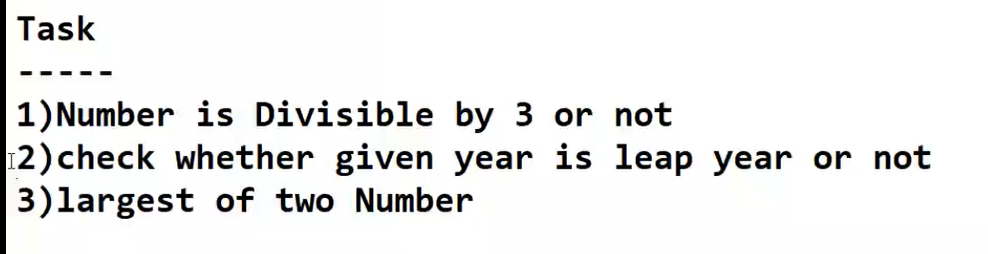 Task
-----
1)Number is Divisible by 3 or not
2)check whether given year is leap year or not
3)largest of two Number